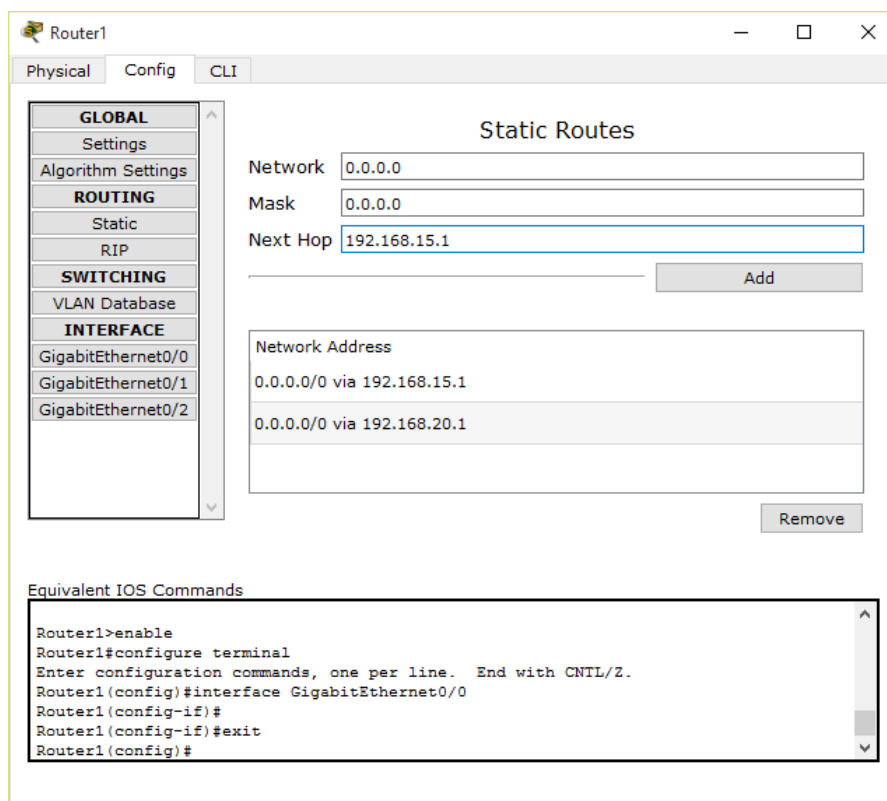 Router1
Physical Config CLI
GLOBAL
Settings
Algorithm Settings
ROUTING
Static
RIP
SWITCHING
VLAN Database
INTERFACE
GigabitEthernet0/0
GigabitEthernet0/1
GigabitEthernet0/2
Static Routes
Network 0.0.0.0
Mask 0.0.0.0
Next Hop 192.168.15.1
Add
Network Address
0.0.0.0/0 via 192.168.15.1
0.0.0.0/0 via 192.168.20.1
Remove
Equivalent IOS Commands
Router1>enable
Router1#configure terminal
Enter configuration commands, one per line.  End with CNTL/Z.
Router1(config)#interface GigabitEthernet0/0
Router1(config-if)#
Router1(config-if)#exit
Router1(config)#